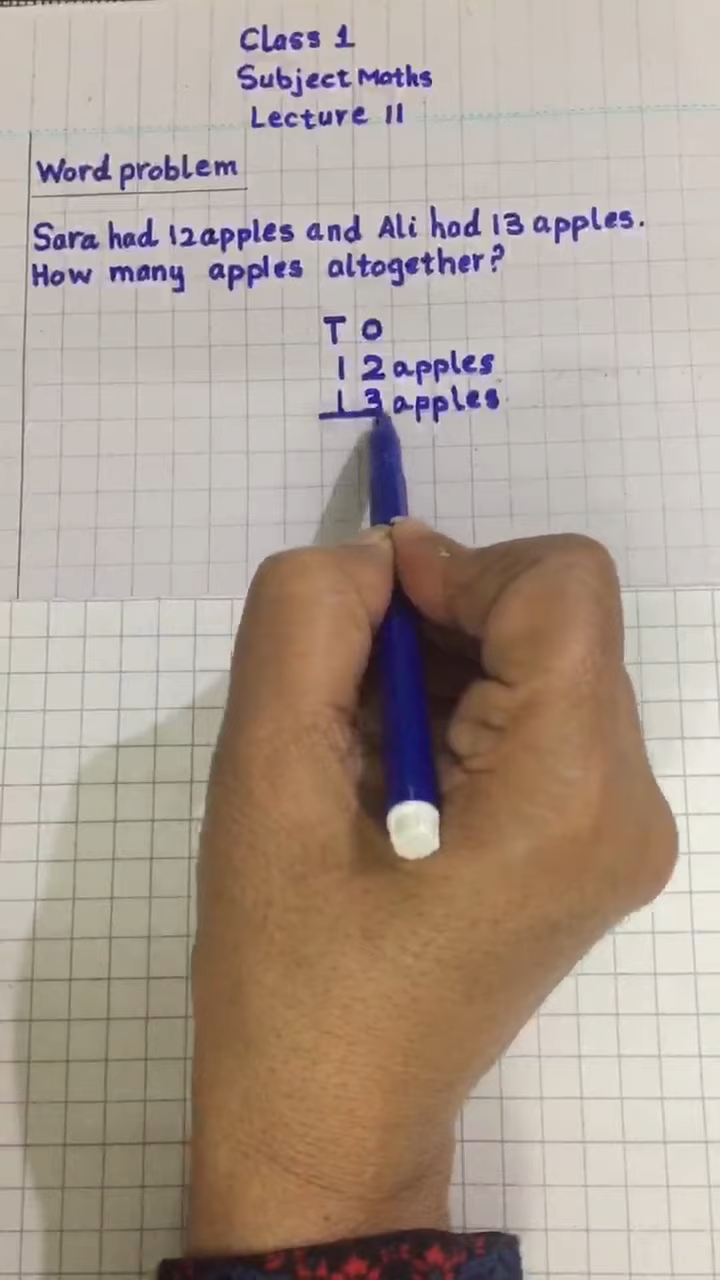 Class 1
Subject Maths
Lecture 11
Word problem
Sara had 12 apples and Ali had 13 apples.
How many apples altogether?
T O
1 2 apples
1 3 apples